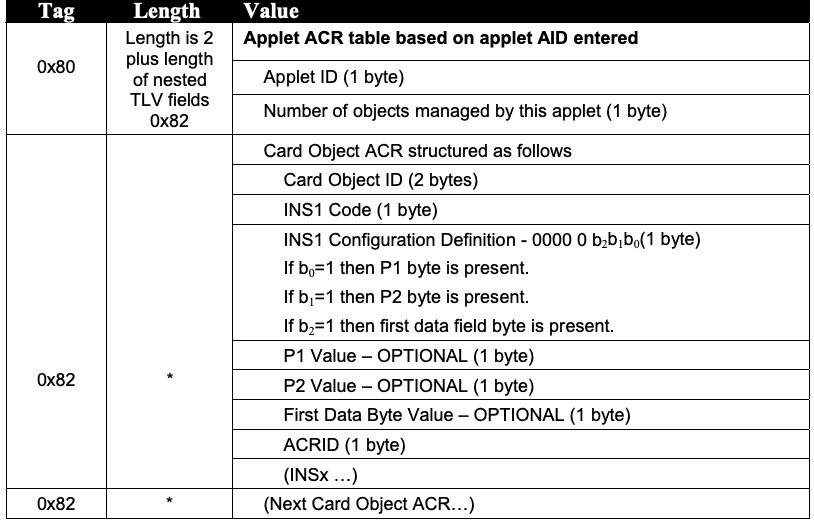 Tag Length Value
0x80
Length is 2
plus length
of nested
TLV fields
0x82
Applet ACR table based on applet AID entered
Applet ID (1 byte)
Number of objects managed by this applet (1 byte)
0x82
*
Card Object ACR structured as follows
Card Object ID (2 bytes)
INS1 Code (1 byte)
INS1 Configuration Definition - 0000 0 b₂b₁b₀(1 byte)
If b₀=1 then P1 byte is present.
If b₁=1 then P2 byte is present.
If b₂=1 then first data field byte is present.
P1 Value – OPTIONAL (1 byte)
P2 Value – OPTIONAL (1 byte)
First Data Byte Value – OPTIONAL (1 byte)
ACRID (1 byte)
(INSx …)
0x82 * (Next Card Object ACR…)